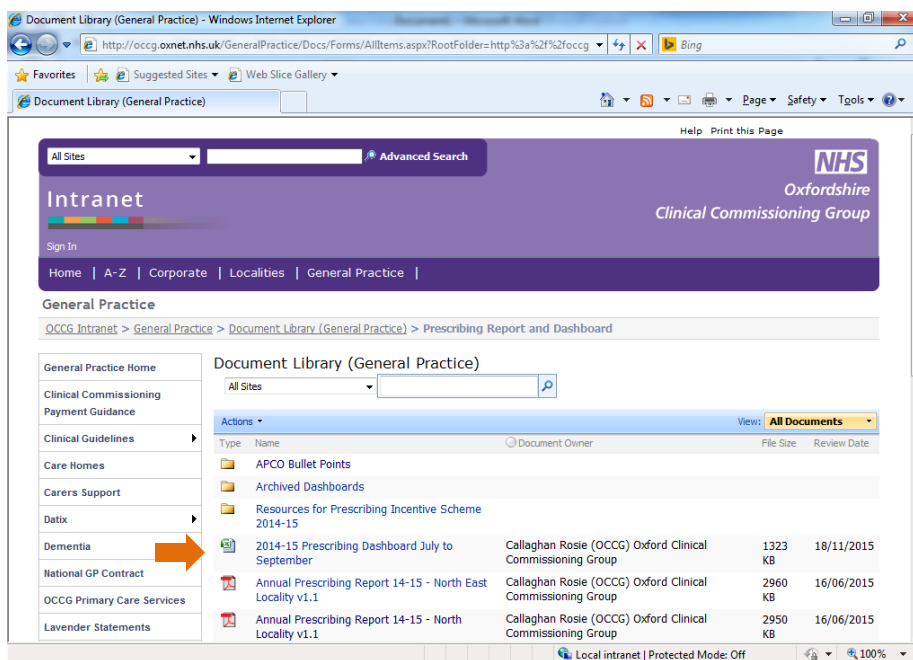 Document Library (General Practice) - Windows Internet Explorer
http://occg.oxnet.nhs.uk/GeneralPractice/Docs/Forms/AllItems.aspx?RootFolder=http%3a%2f%2foccg
Bing
Favorites
Suggested Sites
Web Slice Gallery
Document Library (General Practice)
Page
Safety
Tools
Help Print this Page
All Sites
Advanced Search
NHS
Oxfordshire
Clinical Commissioning Group
Intranet
Sign In
Home | A-Z | Corporate | Localities | General Practice |
General Practice
OCCG Intranet > General Practice > Document Library (General Practice) > Prescribing Report and Dashboard
General Practice Home
Clinical Commissioning
Payment Guidance
Clinical Guidelines
Care Homes
Carers Support
Datix
Dementia
National GP Contract
OCCG Primary Care Services
Lavender Statements
Document Library (General Practice)
All Sites
Actions
View: All Documents
Type Name Document Owner File Size Review Date
APCO Bullet Points
Archived Dashboards
Resources for Prescribing Incentive Scheme
2014-15
2014-15 Prescribing Dashboard July to
September
Callaghan Rosie (OCCG) Oxford Clinical
Commissioning Group
1323
KB
18/11/2015
Annual Prescribing Report 14-15 - North East
Locality v1.1
Callaghan Rosie (OCCG) Oxford Clinical
Commissioning Group
2960
KB
16/06/2015
Annual Prescribing Report 14-15 - North
Locality v1.1
Callaghan Rosie (OCCG) Oxford Clinical
Commissioning Group
2950
KB
16/06/2015
Local intranet | Protected Mode: Off
100%